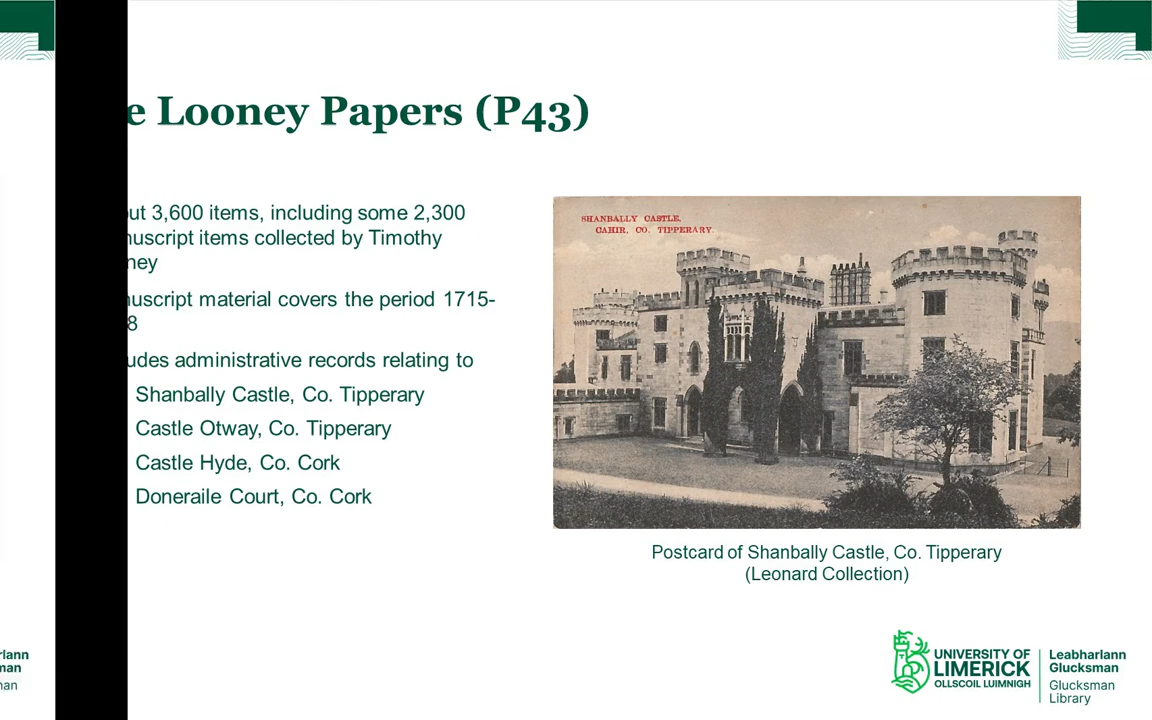 e Looney Papers (P43)
ut 3,600 items, including some 2,300
nuscript items collected by Timothy
ney
nuscript material covers the period 1715-
8
udes administrative records relating to
Shanbally Castle, Co. Tipperary
Castle Otway, Co. Tipperary
Castle Hyde, Co. Cork
Doneraile Court, Co. Cork
SHANBALLY CASTLE,
CAHIR, CO. TIPPERARY
Postcard of Shanbally Castle, Co. Tipperary
(Leonard Collection)
rlann
man
nan
UNIVERSITY OF
LIMERICK
OLLSCOIL LUIMNIGH
Leabharlann
Glucksman
Glucksman
Library